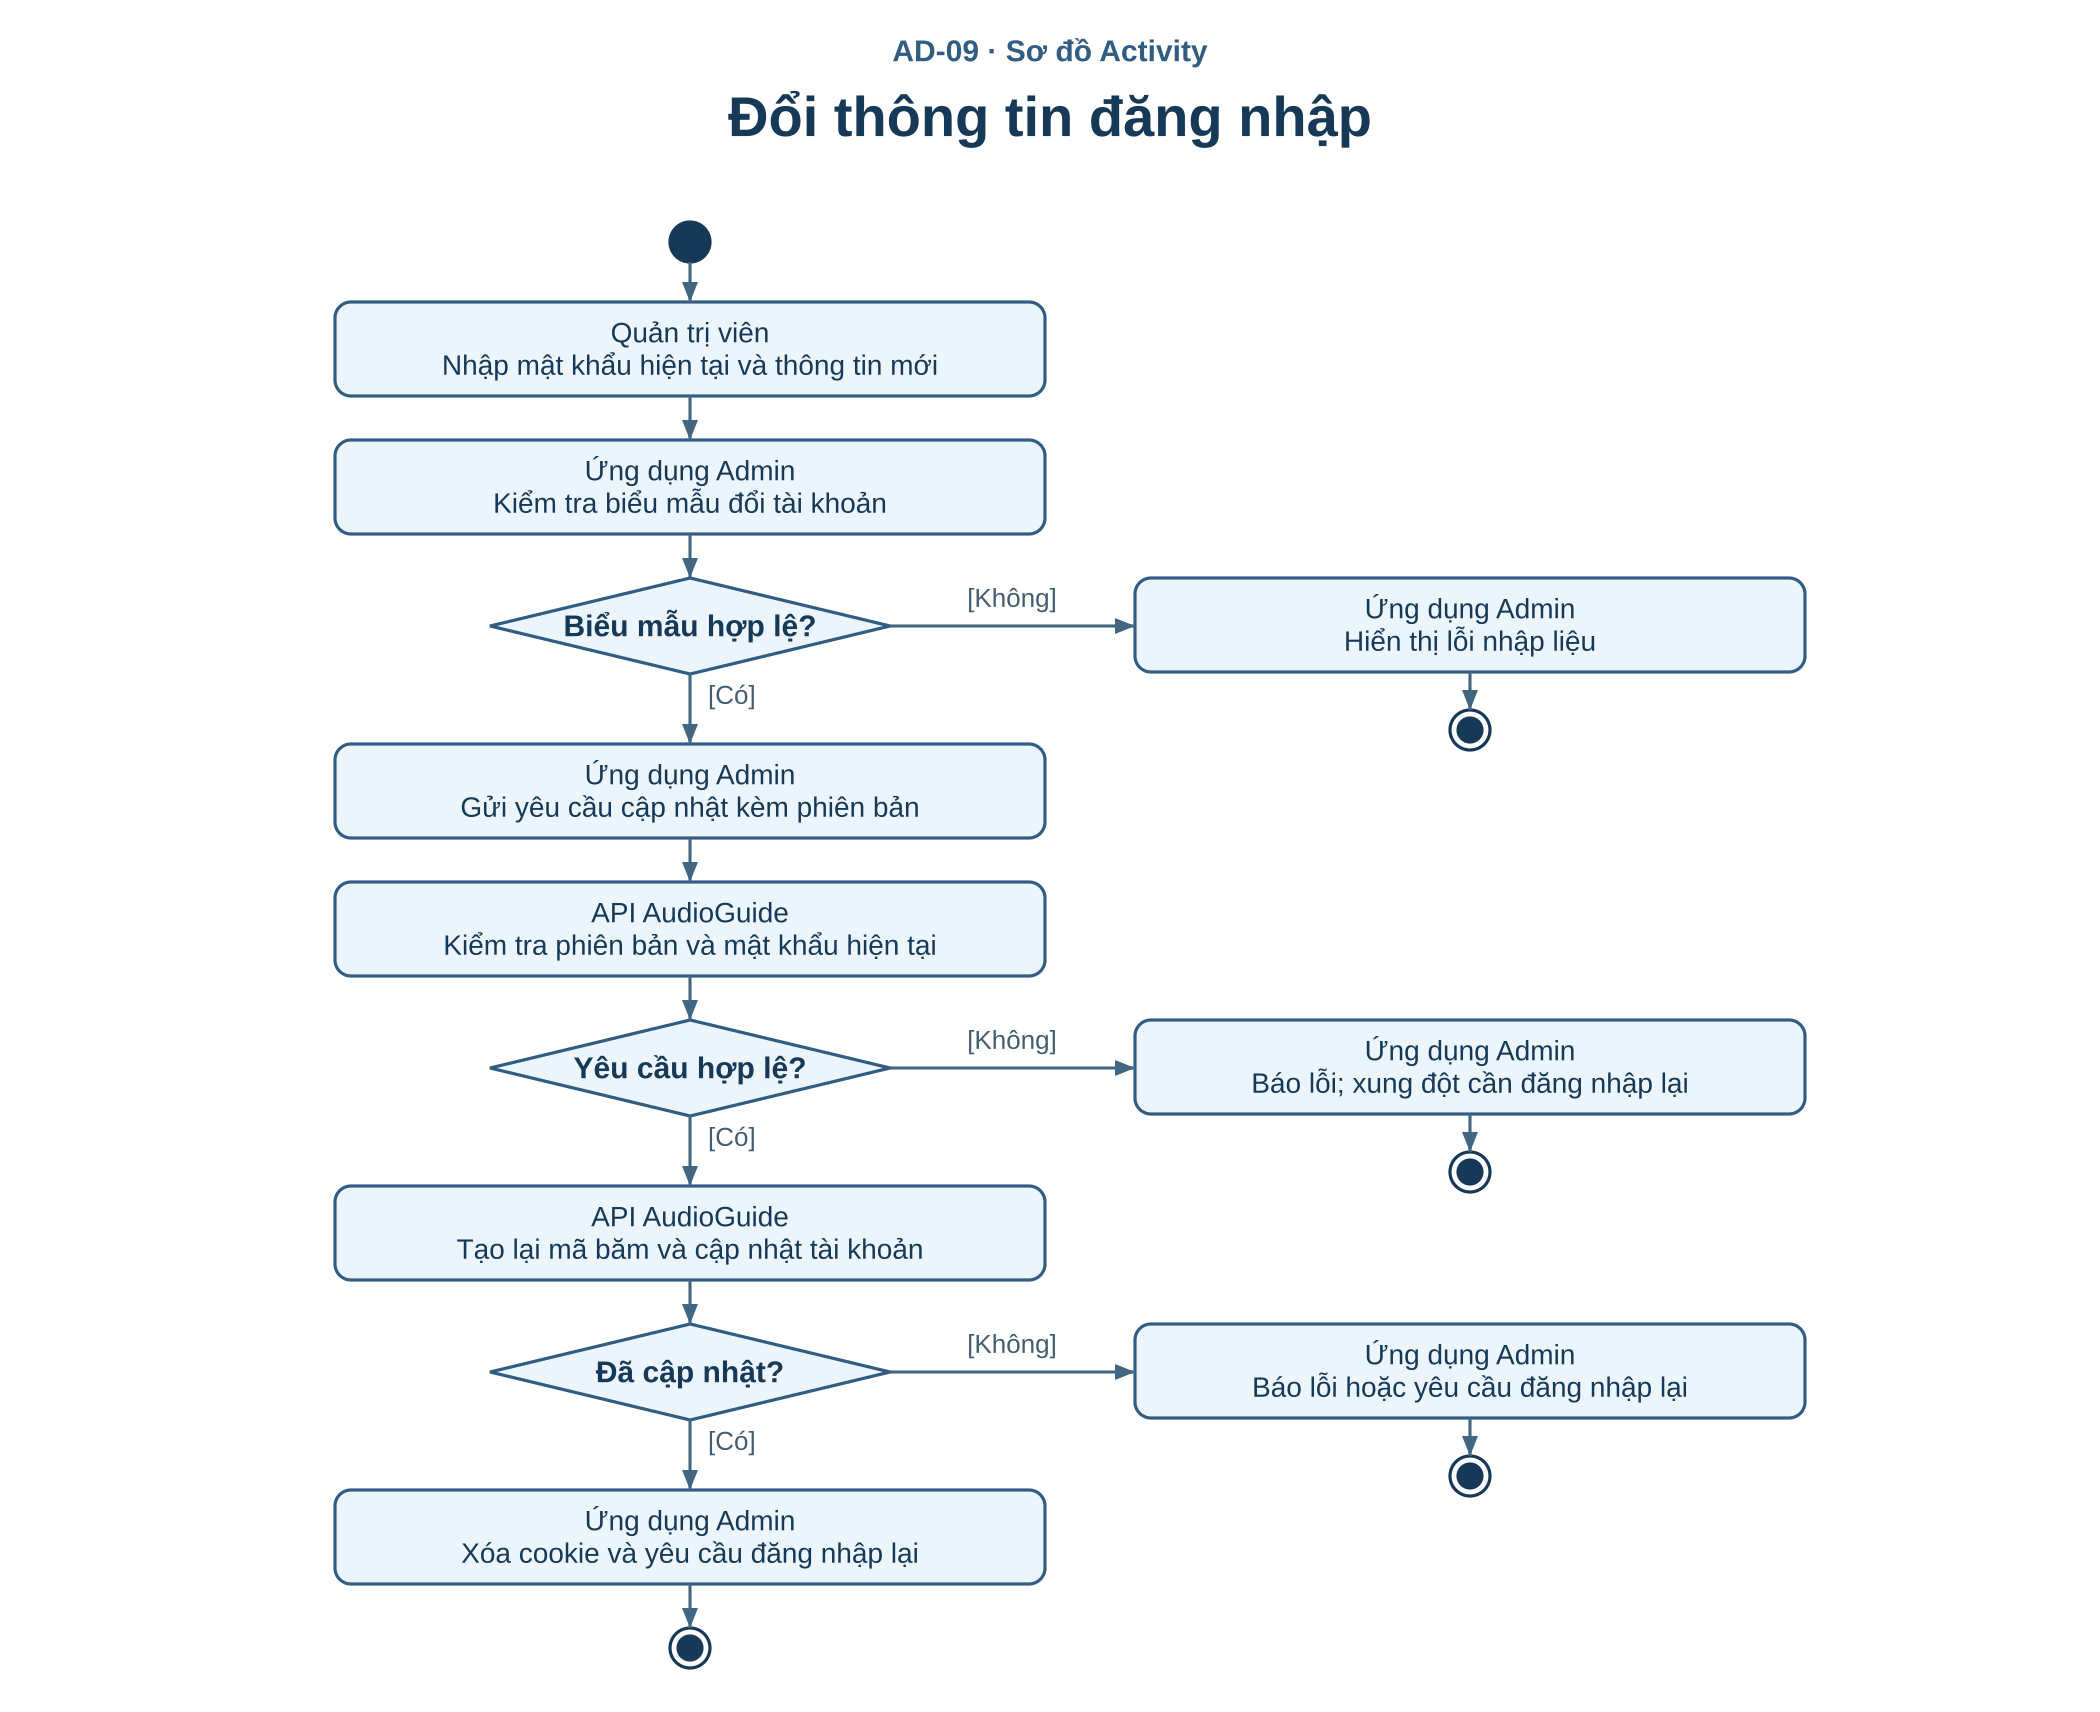 AD-09 · Sơ đồ Activity
Đổi thông tin đăng nhập
Quản trị viên
Nhập mật khẩu hiện tại và thông tin mới
Ứng dụng Admin
Kiểm tra biểu mẫu đổi tài khoản
Biểu mẫu hợp lệ?
[Không]
Ứng dụng Admin
Hiển thị lỗi nhập liệu
[Có]
Ứng dụng Admin
Gửi yêu cầu cập nhật kèm phiên bản
API AudioGuide
Kiểm tra phiên bản và mật khẩu hiện tại
Yêu cầu hợp lệ?
[Không]
Ứng dụng Admin
Báo lỗi; xung đột cần đăng nhập lại
[Có]
API AudioGuide
Tạo lại mã băm và cập nhật tài khoản
Đã cập nhật?
[Không]
Ứng dụng Admin
Báo lỗi hoặc yêu cầu đăng nhập lại
[Có]
Ứng dụng Admin
Xóa cookie và yêu cầu đăng nhập lại